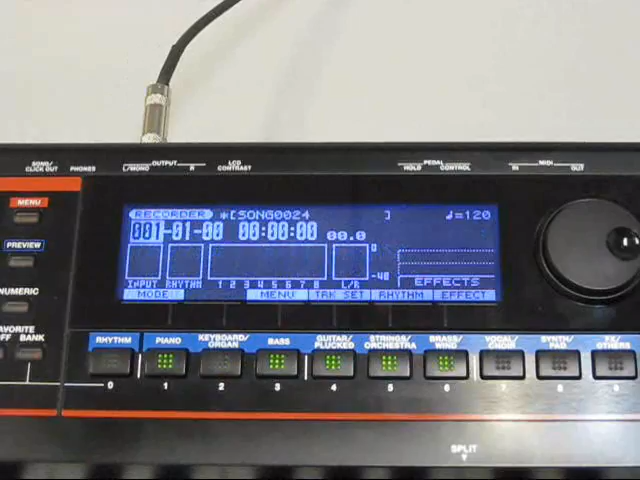 SONG/ CLICK OUT PHONES OUTPUT L/MONO R LCD CONTRAST PEDAL HOLD CONTROL MIDI IN OUT
MENU
PREVIEW
NUMERIC
BANK
RECORDER *[SONG0024 ] ♩=120
001-01-00 00:00:00 00.0
0
-48
INPUT RHYTHM 1 2 3 4 5 6 7 8 L/R EFFECTS
MODE MENU TRK SET RHYTHM EFFECT
RHYTHM PIANO KEYBOARD/ ORGAN BASS GUITAR/ PLUCKED STRINGS/ ORCHESTRA BRASS/ WIND VOCAL/ CHOIR SYNTH/ PAD FX/ OTHERS
0 1 2 3 4 5 6 7 8 9
SPLIT